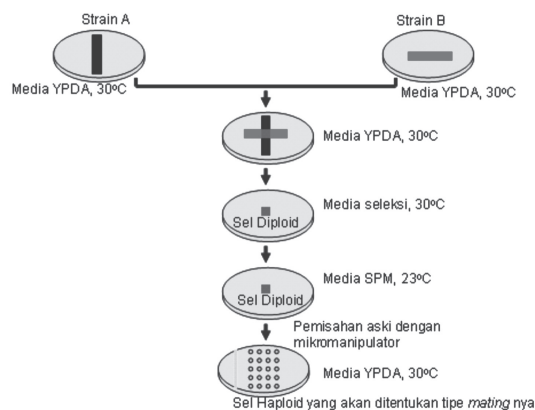 Strain A
Strain B
Media YPDA, 30ºC
Media YPDA, 30ºC
Media YPDA, 30ºC
Media seleksi, 30ºC
Sel Diploid
Media SPM, 23ºC
Sel Diploid
Pemisahan aski dengan
mikromanipulator
Media YPDA, 30ºC
Sel Haploid yang akan ditentukan tipe mating nya